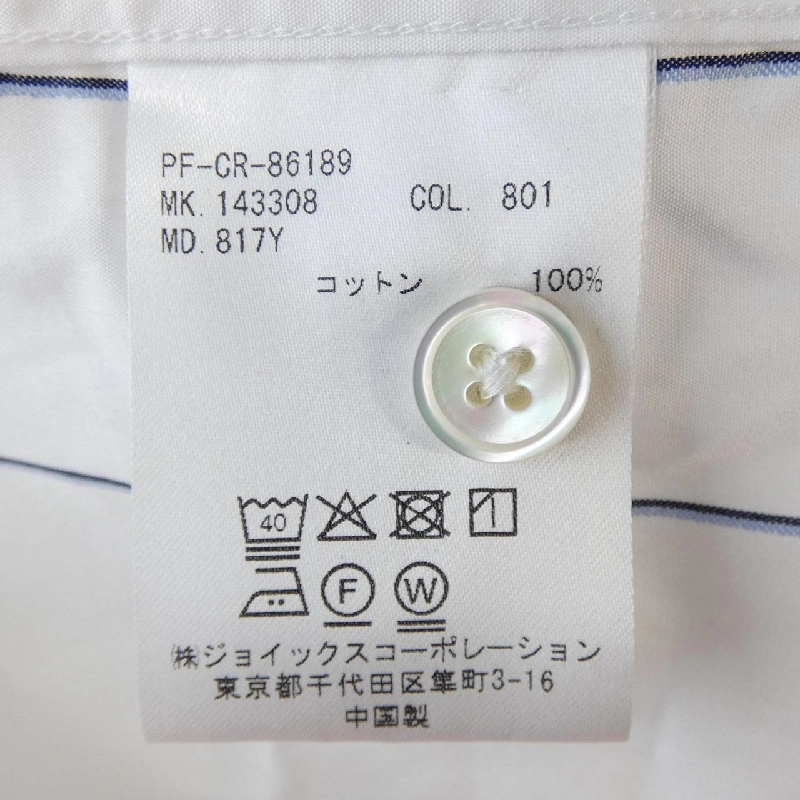 PF-CR-86189
MK. 143308 COL. 801
MD. 817Y
コットン 100%
40
F W
㈱ジョイックスコーポレーション
東京都千代田区隼町3-16
中国製